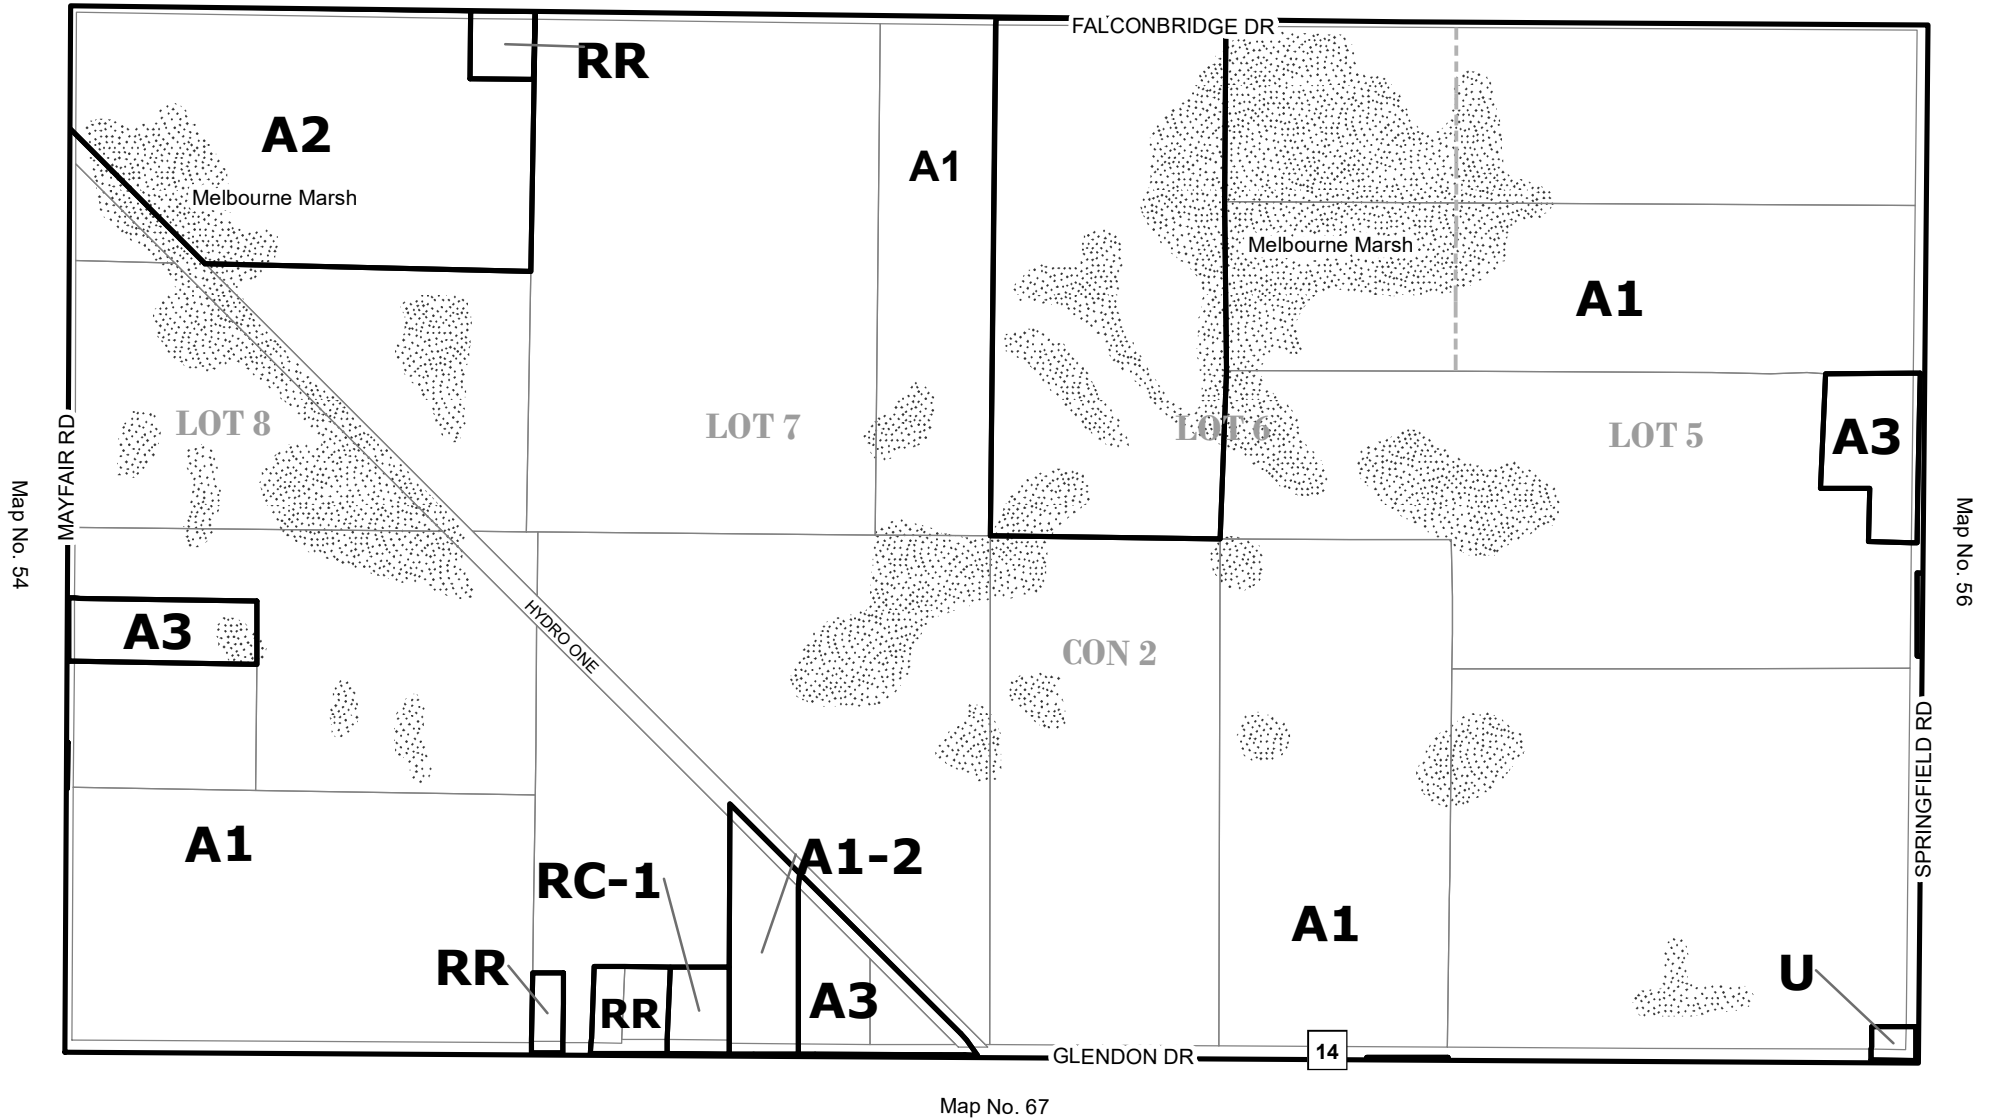 FALCONBRIDGE DR
RR
A2
A1
Melbourne Marsh
Melbourne Marsh
A1
LOT 8
LOT 7
LOT 6
LOT 5
A3
MAYFAIR RD
Map No. 54
Map No. 56
A3
HYDRO ONE
CON 2
SPRINGFIELD RD
A1
A1-2
RC-1
A1
RR
U
RR
A3
GLENDON DR
14
Map No. 67